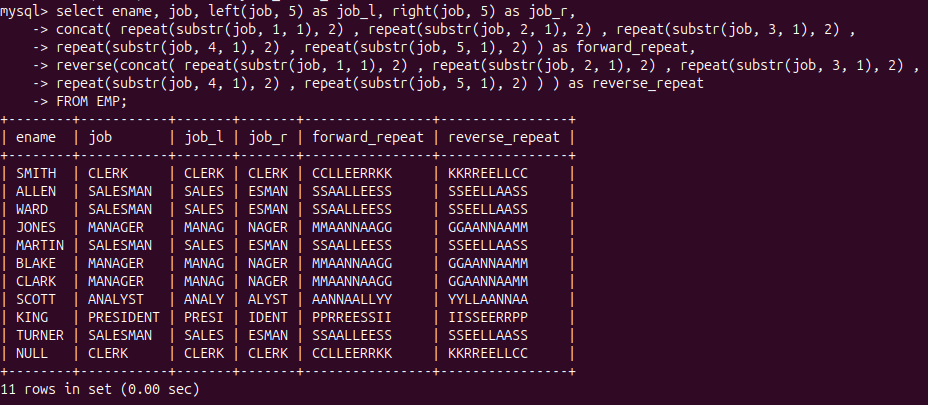 mysql> select ename, job, left(job, 5) as job_l, right(job, 5) as job_r,
    -> concat( repeat(substr(job, 1, 1), 2) , repeat(substr(job, 2, 1), 2) , repeat(substr(job, 3, 1), 2) ,
    -> repeat(substr(job, 4, 1), 2) , repeat(substr(job, 5, 1), 2) ) as forward_repeat,
    -> reverse(concat( repeat(substr(job, 1, 1), 2) , repeat(substr(job, 2, 1), 2) , repeat(substr(job, 3, 1), 2) ,
    -> repeat(substr(job, 4, 1), 2) , repeat(substr(job, 5, 1), 2) ) ) as reverse_repeat
    -> FROM EMP;
+--------+-----------+-------+-------+----------------+----------------+
| ename  | job       | job_l | job_r | forward_repeat | reverse_repeat |
+--------+-----------+-------+-------+----------------+----------------+
| SMITH  | CLERK     | CLERK | CLERK | CCLLEERRKK     | KKRREELLCC     |
| ALLEN  | SALESMAN  | SALES | ESMAN | SSAALLEESS     | SSEELLAASS     |
| WARD   | SALESMAN  | SALES | ESMAN | SSAALLEESS     | SSEELLAASS     |
| JONES  | MANAGER   | MANAG | NAGER | MMAANNAAGG     | GGAANNAAMM     |
| MARTIN | SALESMAN  | SALES | ESMAN | SSAALLEESS     | SSEELLAASS     |
| BLAKE  | MANAGER   | MANAG | NAGER | MMAANNAAGG     | GGAANNAAMM     |
| CLARK  | MANAGER   | MANAG | NAGER | MMAANNAAGG     | GGAANNAAMM     |
| SCOTT  | ANALYST   | ANALY | ALYST | AANNAALLYY     | YYLLAANNAA     |
| KING   | PRESIDENT | PRESI | IDENT | PPRREESSII     | IISSEERRPP     |
| TURNER | SALESMAN  | SALES | ESMAN | SSAALLEESS     | SSEELLAASS     |
| NULL   | CLERK     | CLERK | CLERK | CCLLEERRKK     | KKRREELLCC     |
+--------+-----------+-------+-------+----------------+----------------+
11 rows in set (0.00 sec)